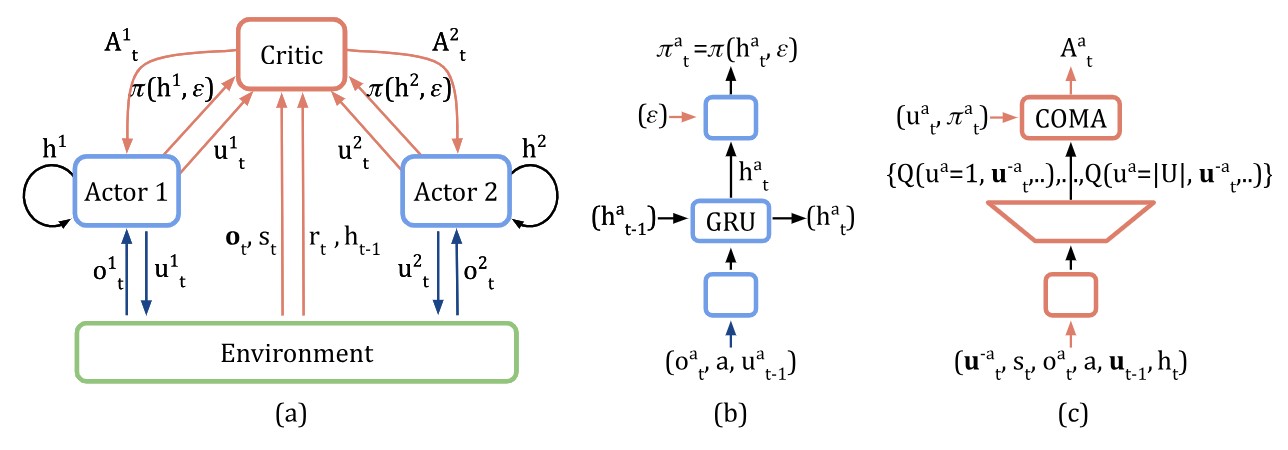 A¹ₜ
Critic
A²ₜ
π(h¹, ε)
π(h², ε)
u¹ₜ
u²ₜ
h¹
h²
Actor 1
Actor 2
o¹ₜ
u¹ₜ
𝐨ₜ, sₜ
rₜ , hₜ₋₁
u²ₜ
o²ₜ
Environment
(a)
πᵃₜ=π(hᵃₜ, ε)
(ε)
hᵃₜ
(hᵃₜ₋₁)
GRU
(hᵃₜ)
(oᵃₜ, a, uᵃₜ₋₁)
(b)
Aᵃₜ
(uᵃₜ, πᵃₜ)
COMA
{Q(uᵃ=1, 𝐮⁻ᵃₜ,..),...,Q(uᵃ=|U|, 𝐮⁻ᵃₜ,..)}
(𝐮⁻ᵃₜ, sₜ, oᵃₜ, a, 𝐮ₜ₋₁, hₜ)
(c)